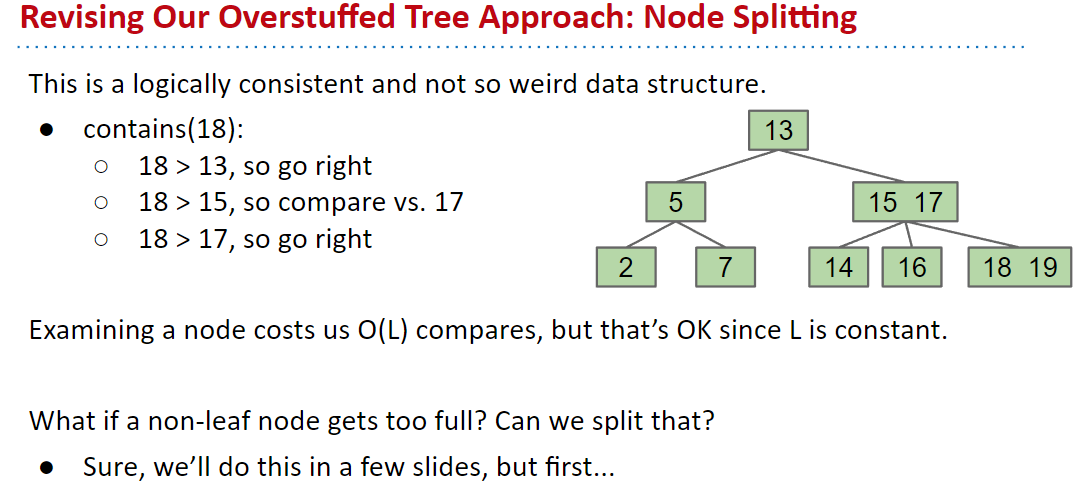 Revising Our Overstuffed Tree Approach: Node Splitting
This is a logically consistent and not so weird data structure.
● contains(18):
○ 18 > 13, so go right
○ 18 > 15, so compare vs. 17
○ 18 > 17, so go right
13
5
15 17
2
7
14
16
18 19
Examining a node costs us O(L) compares, but that’s OK since L is constant.
What if a non-leaf node gets too full? Can we split that?
● Sure, we’ll do this in a few slides, but first...